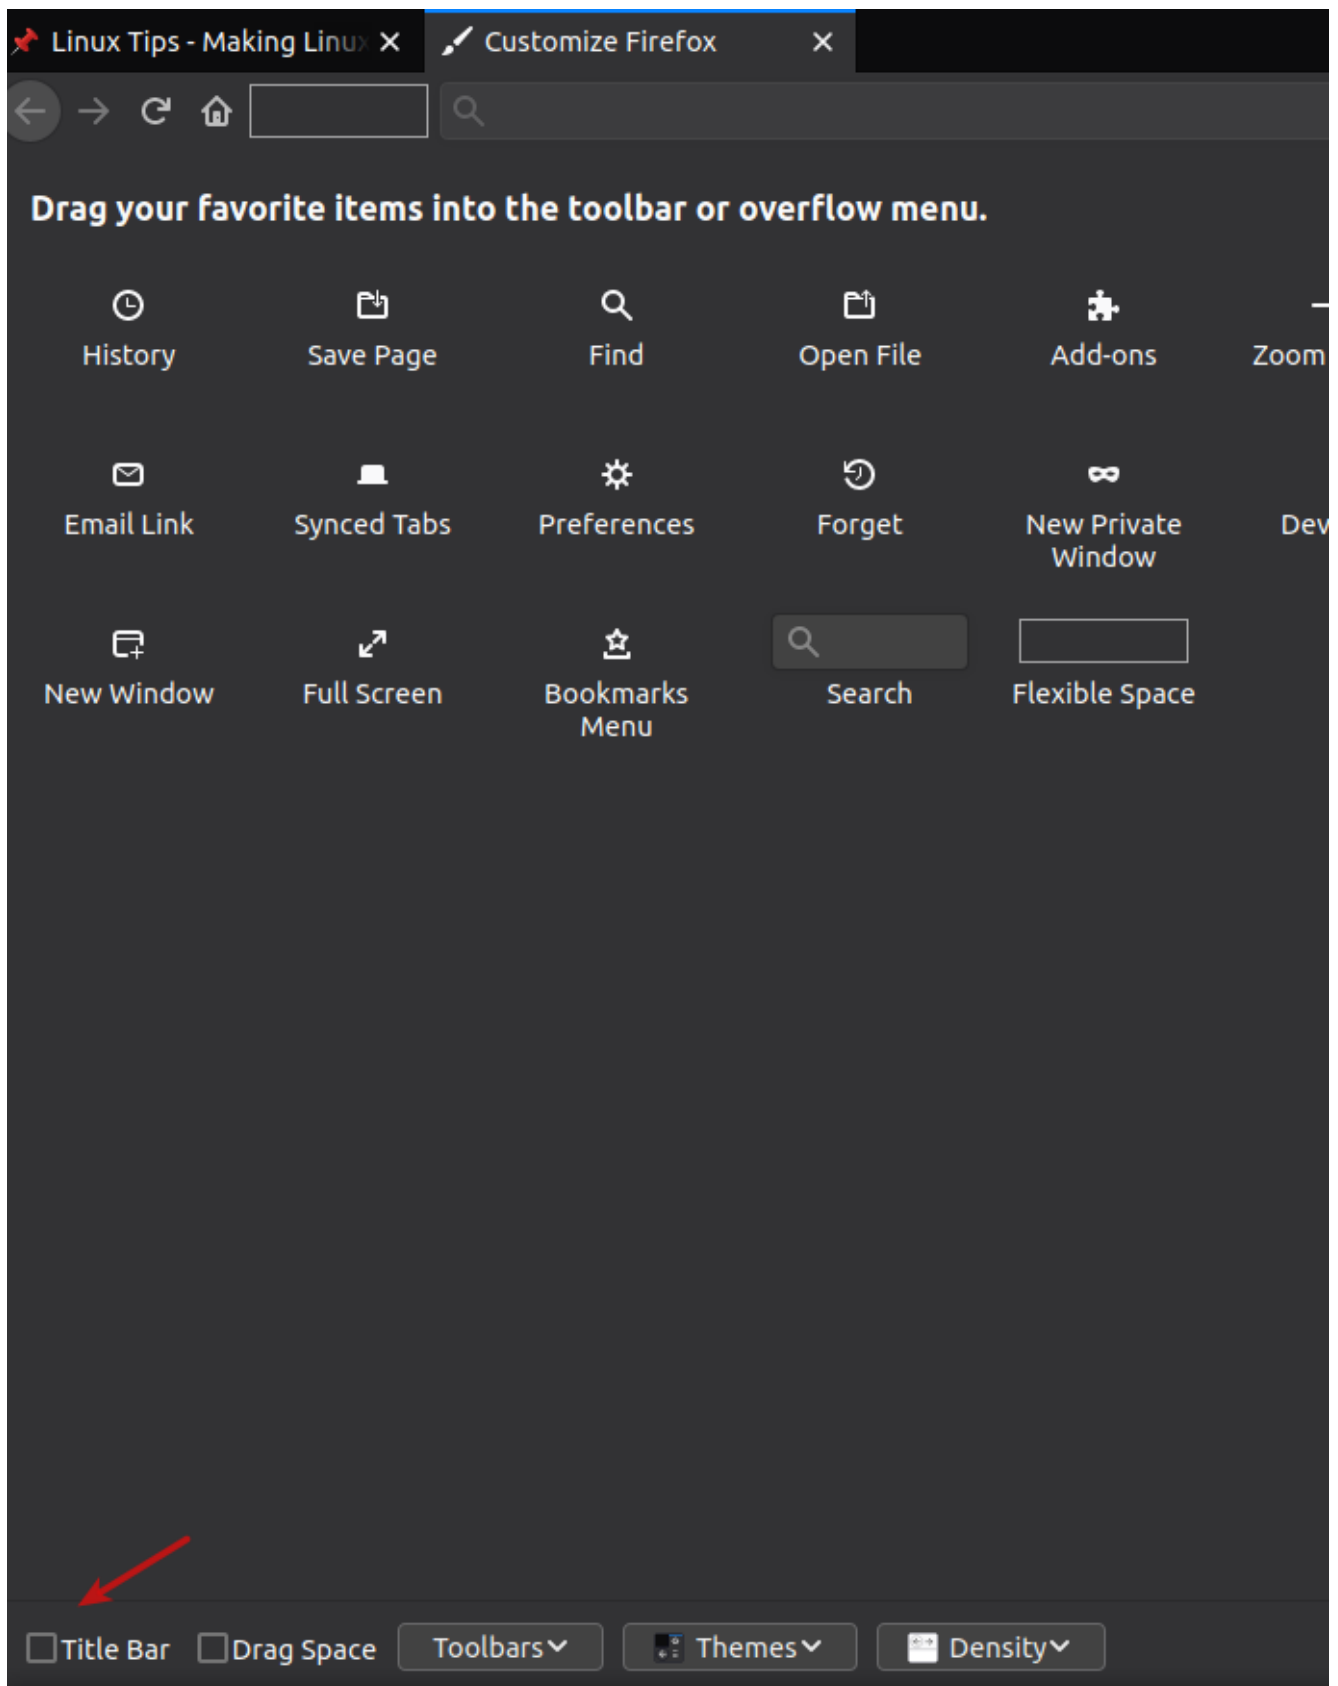 Linux Tips - Making Linux
Customize Firefox
Drag your favorite items into the toolbar or overflow menu.
History Save Page Find Open File Add-ons Zoom
Email Link Synced Tabs Preferences Forget New Private Dev
Window
New Window Full Screen Bookmarks Search Flexible Space
Menu
Title Bar Drag Space Toolbars Themes Density